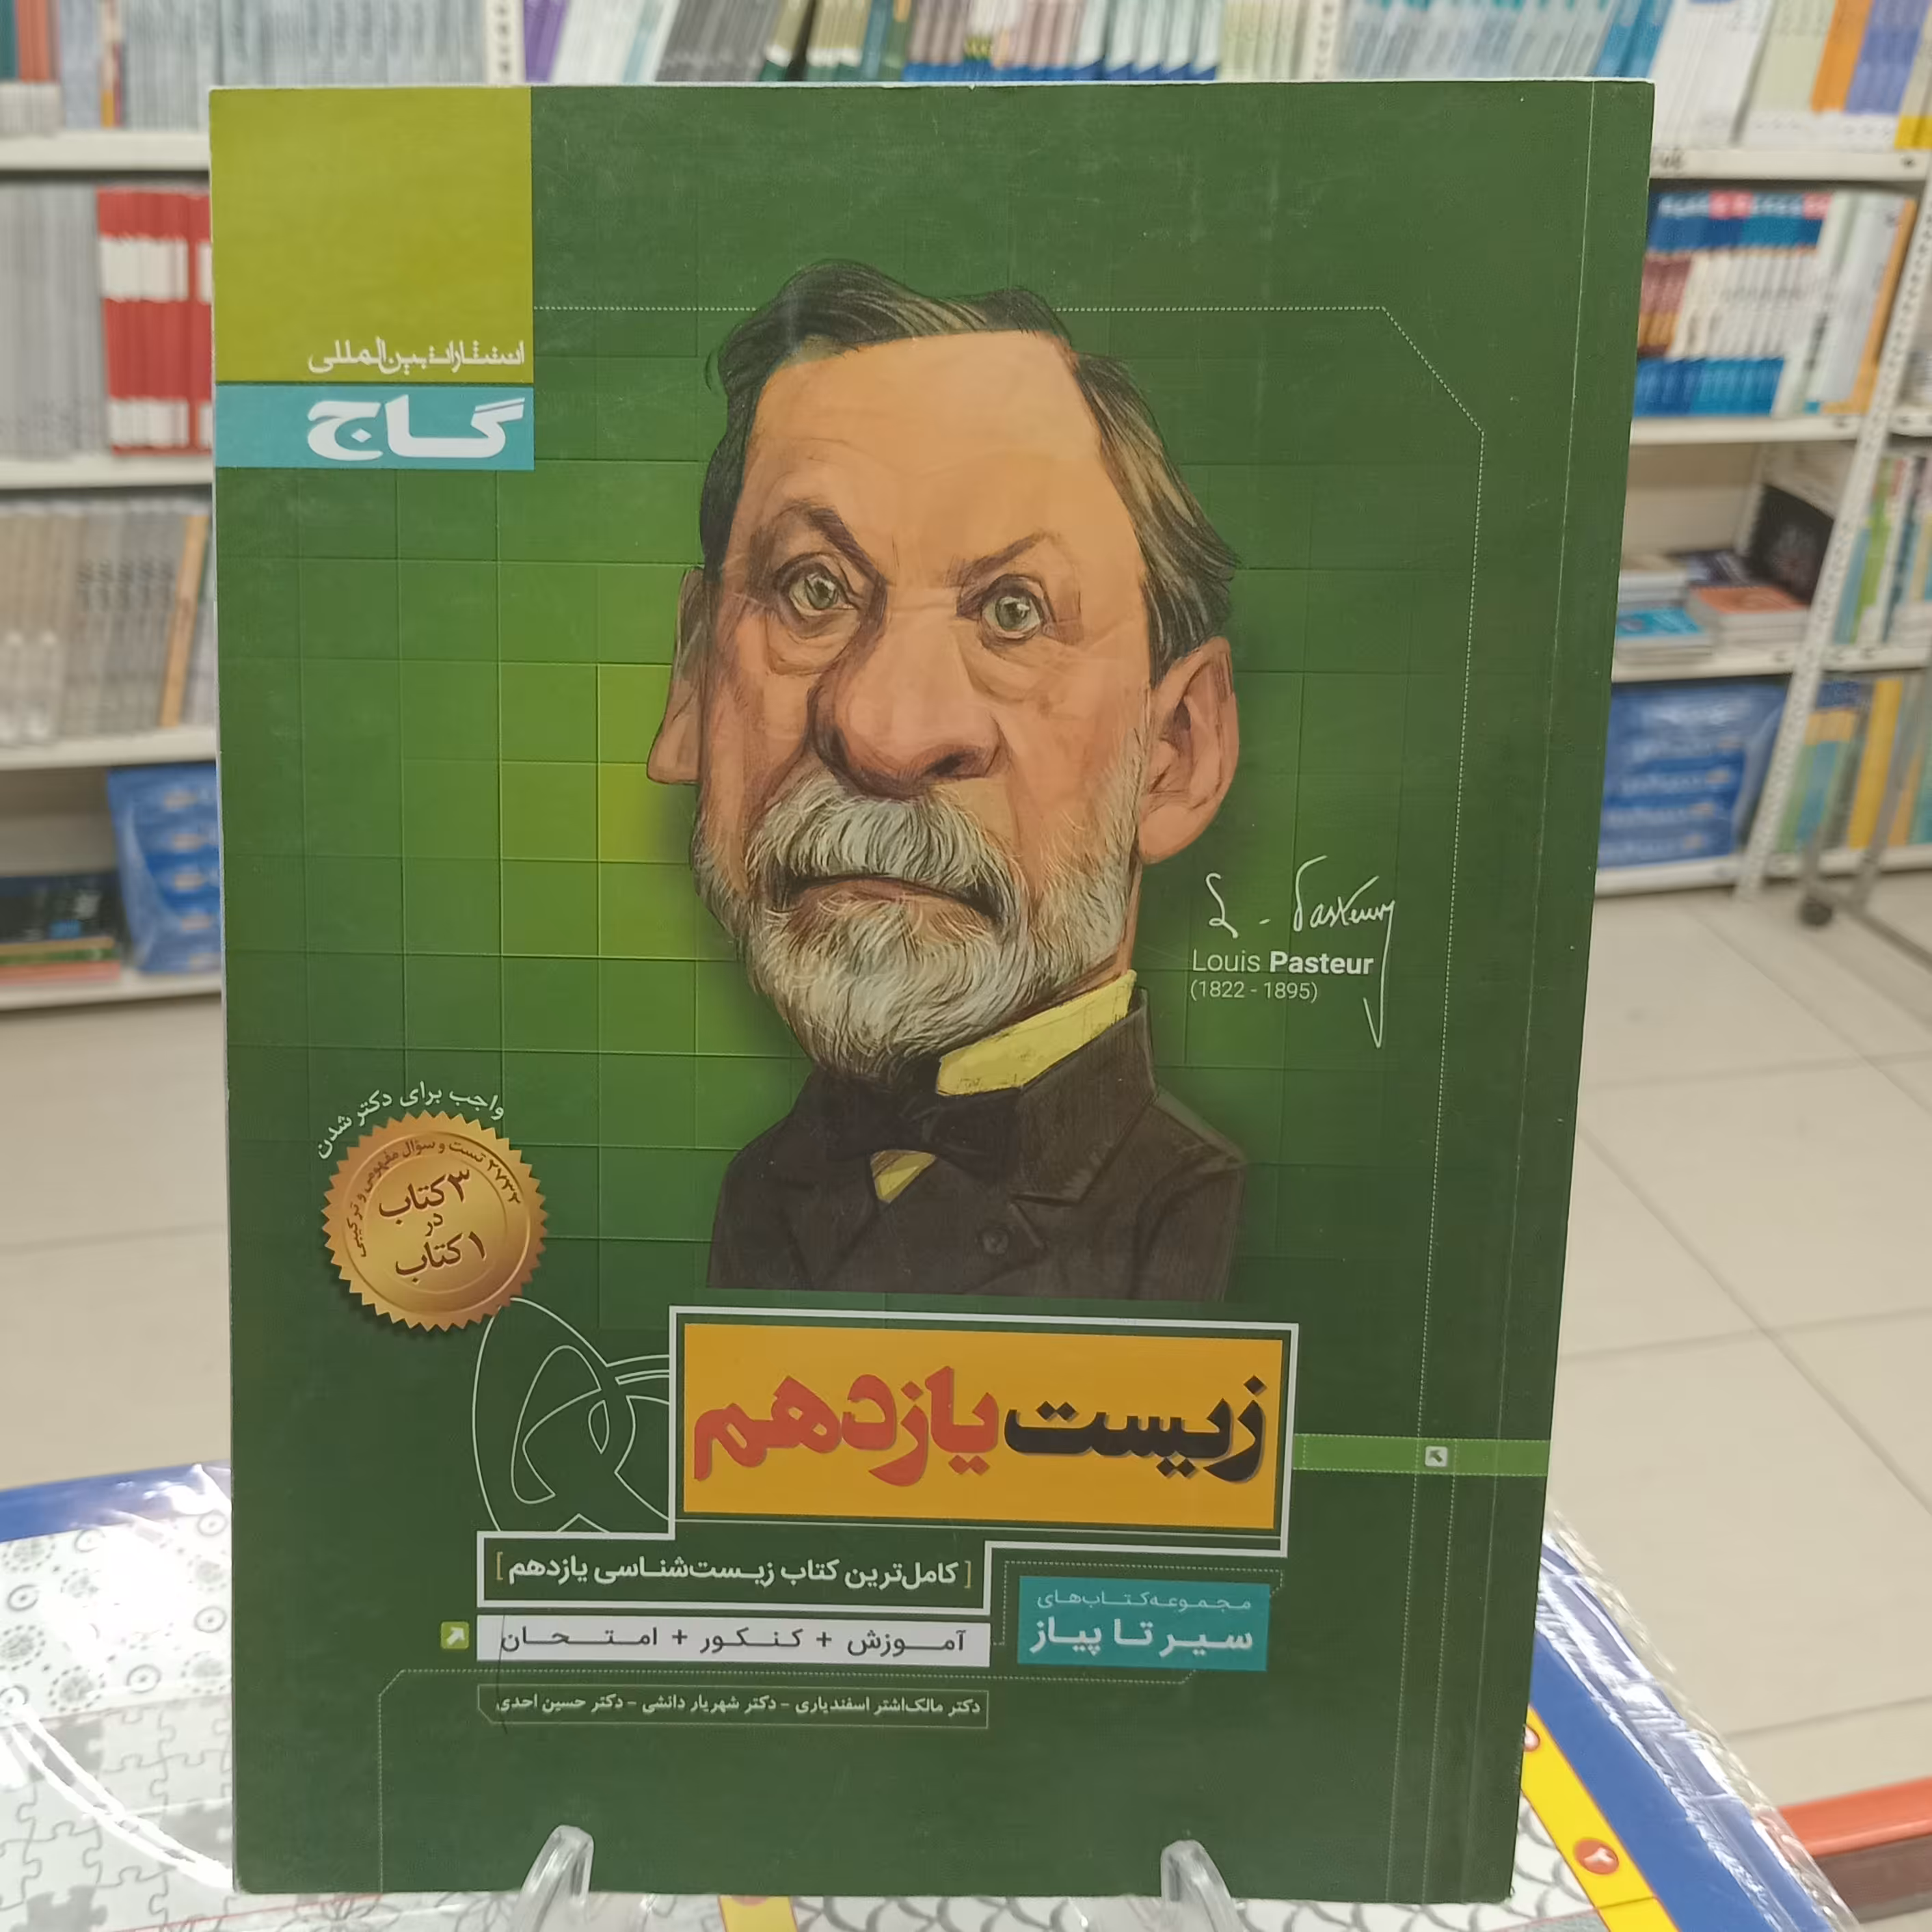 انتشارات بین‌المللی
گاج
L. Pasteur
Louis Pasteur
(1822 - 1895)
واجب برای دکتر شدن
تست و سؤال مفهومی و ترکیبی
۳ کتاب
در
۱ کتاب
زیست یازدهم
[کامل‌ترین کتاب زیست‌شناسی یازدهم]
آموزش + کنکور + امتحان
مجموعه کتاب‌های
سیر تا پیاز
دکتر مالک‌اشتر اسفندیاری - دکتر شهریار دانشی - دکتر حسین احدی